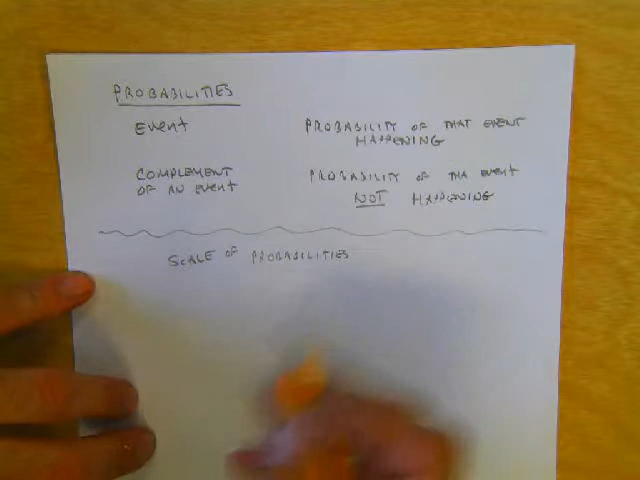 PROBABILITIES
Event PROBABILITY OF THAT EVENT
HAPPENING
COMPLEMENT PROBABILITY OF THA EVENT
OF AN EVENT NOT HAPPENING
SCALE OF PROBABILITIES